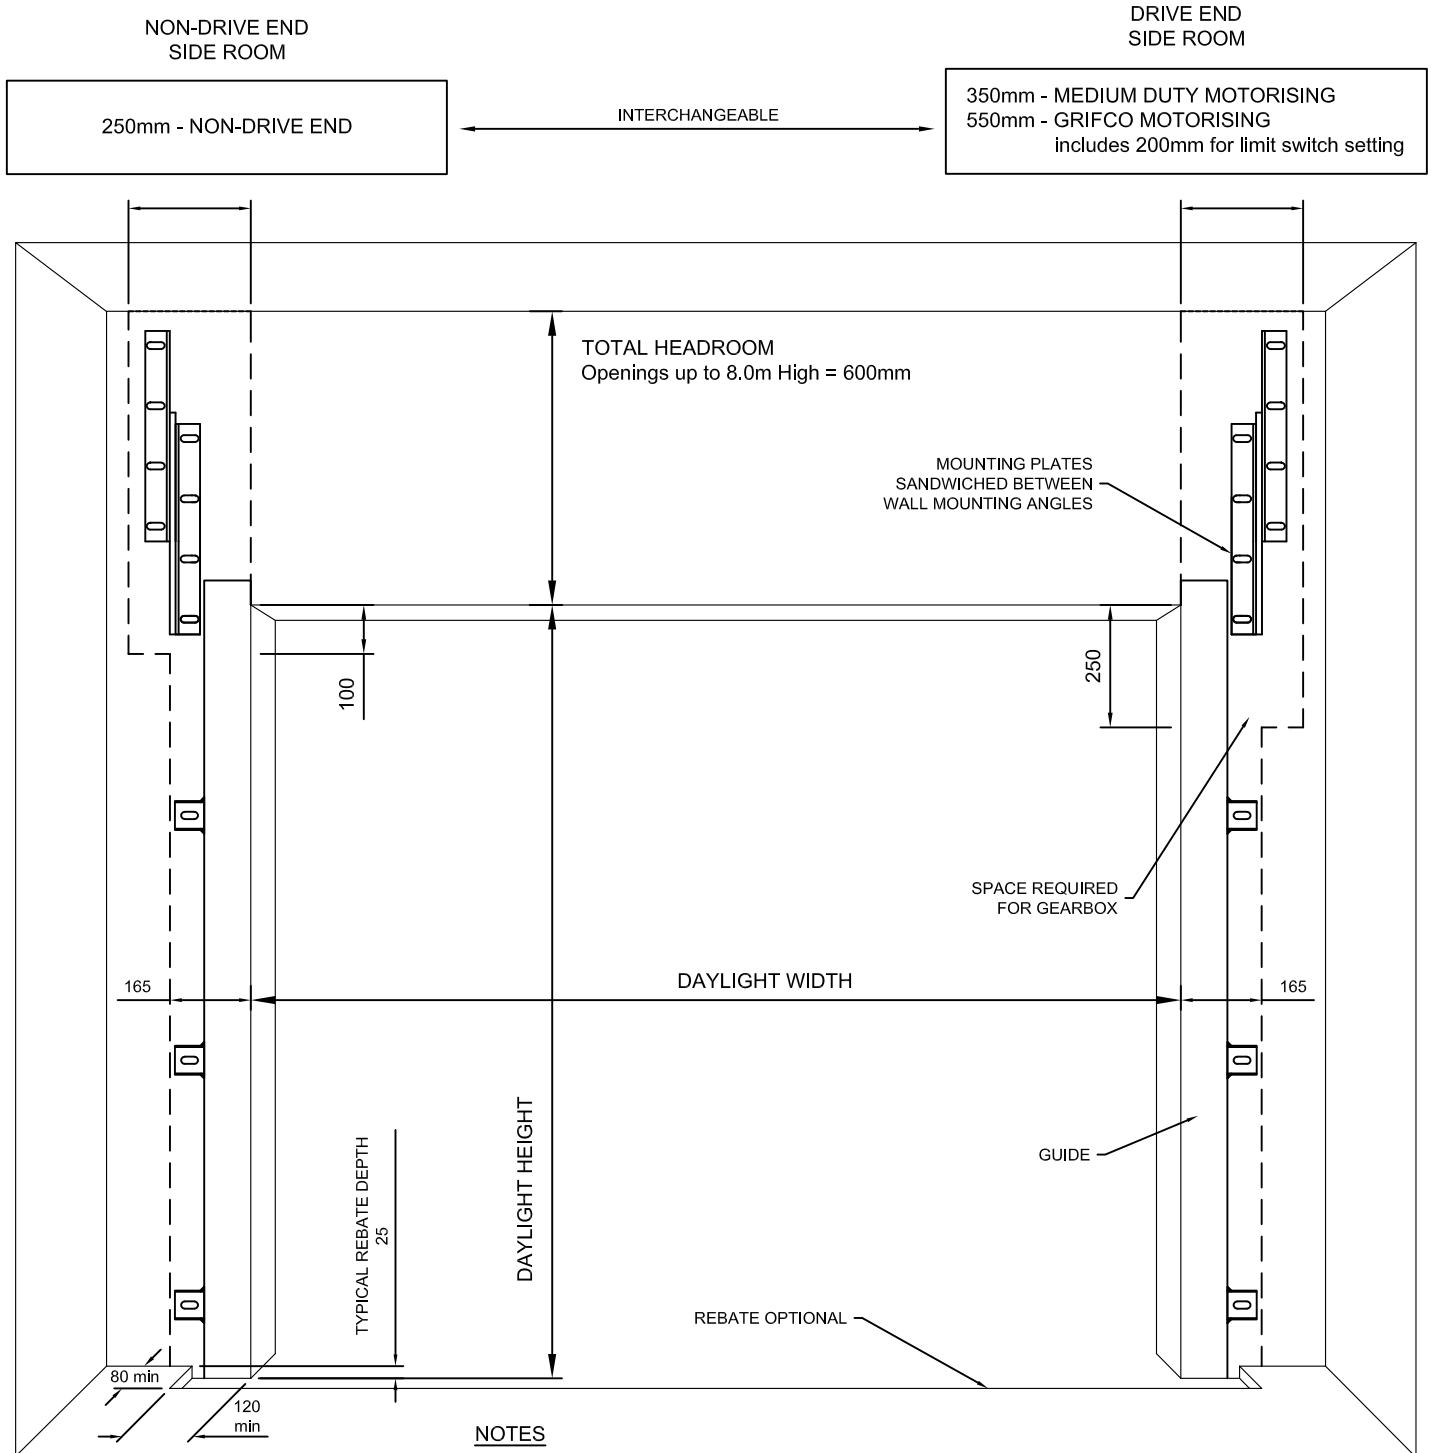 NON-DRIVE END
SIDE ROOM
DRIVE END
SIDE ROOM
250mm - NON-DRIVE END
INTERCHANGEABLE
350mm - MEDIUM DUTY MOTORISING
550mm - GRIFCO MOTORISING
includes 200mm for limit switch setting
TOTAL HEADROOM
Openings up to 8.0m High = 600mm
MOUNTING PLATES
SANDWICHED BETWEEN
WALL MOUNTING ANGLES
100
250
SPACE REQUIRED
FOR GEARBOX
165
DAYLIGHT WIDTH
165
DAYLIGHT HEIGHT
TYPICAL REBATE DEPTH
25
GUIDE
REBATE OPTIONAL
80 min
120
min
NOTES